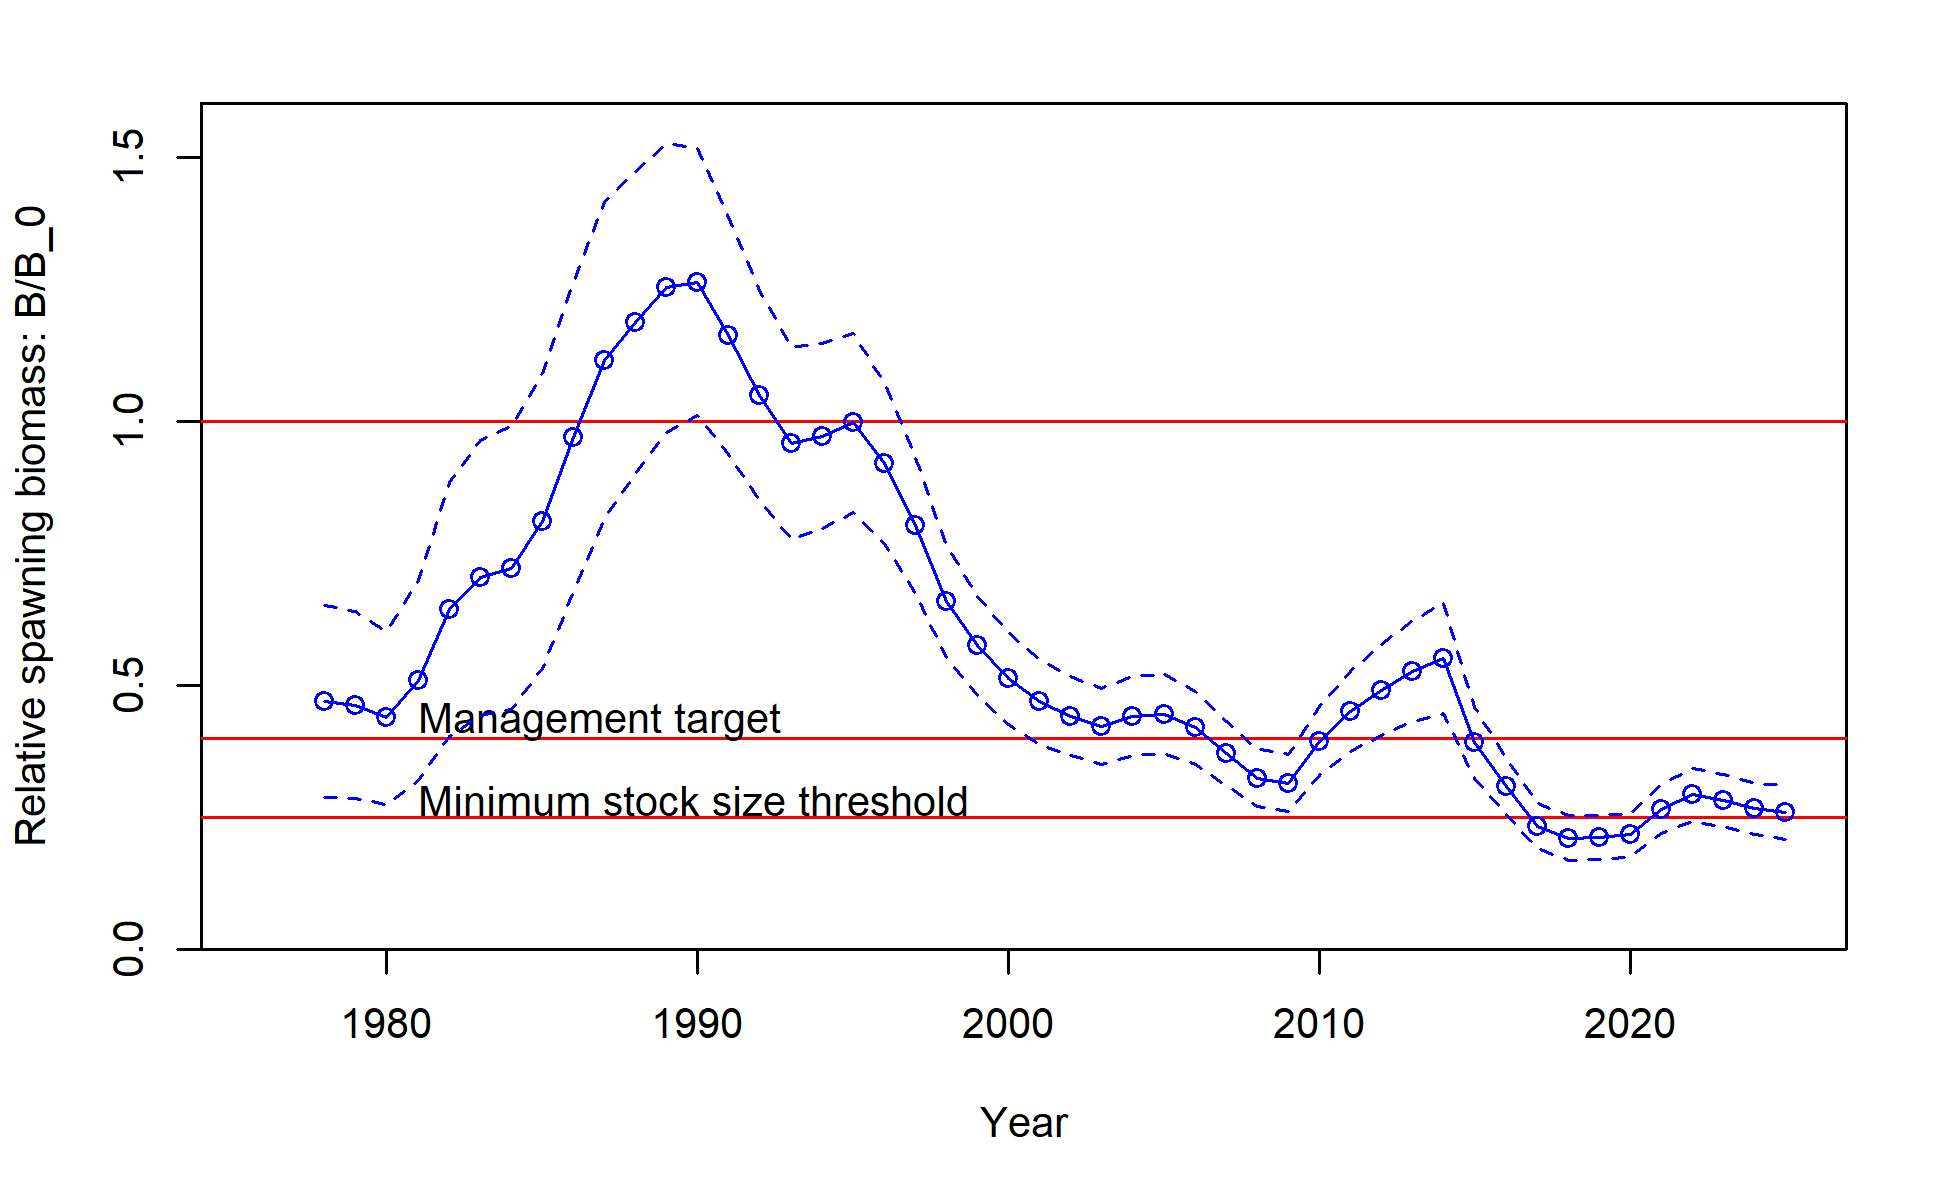 Relative spawning biomass: B/B_0
1.5
1.0
0.5
0.0
Management target
Minimum stock size threshold
1980 1990 2000 2010 2020
Year